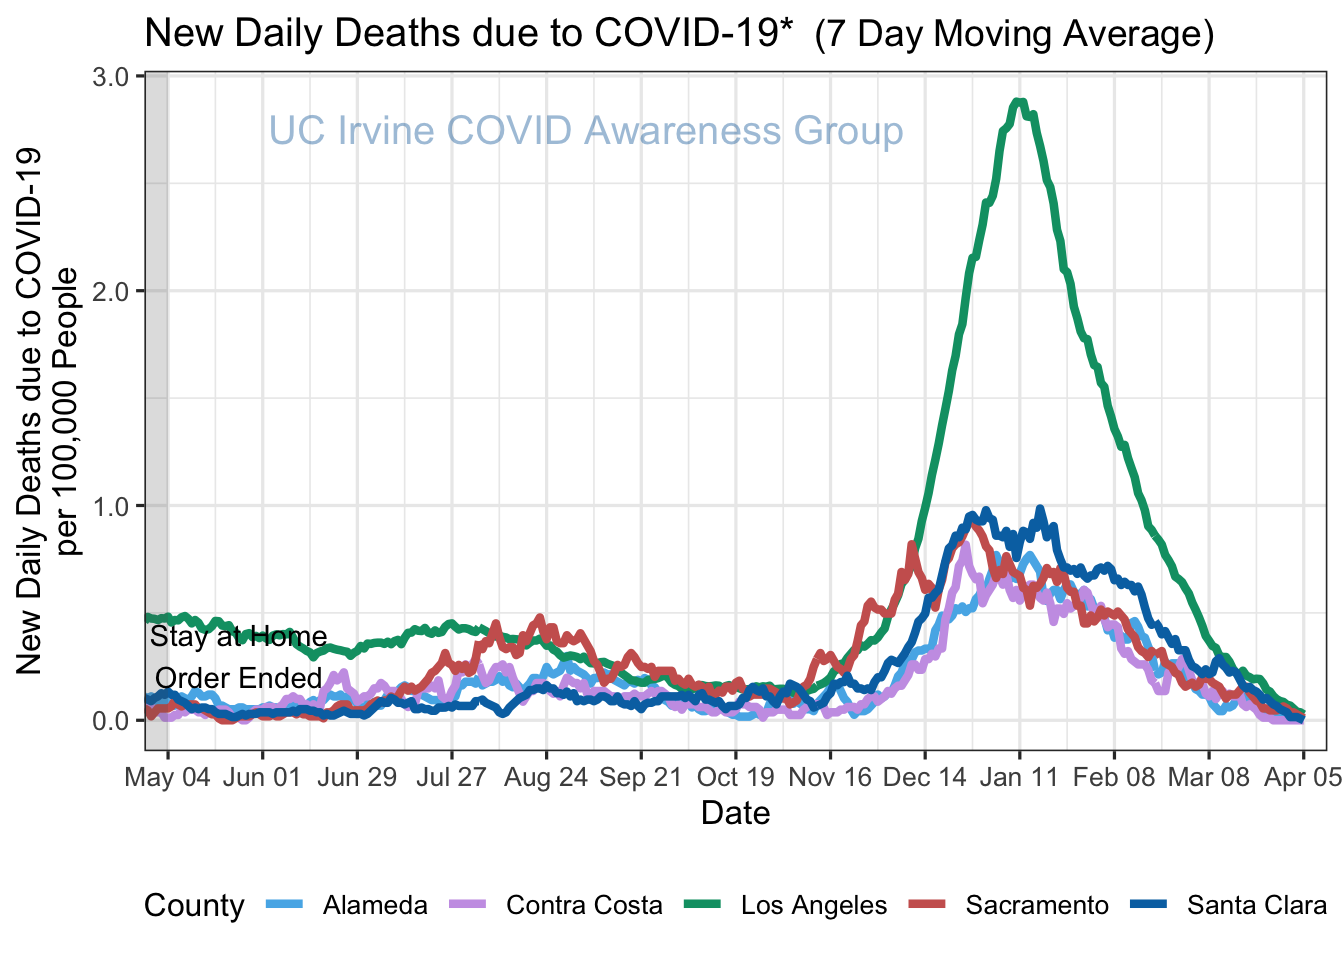 New Daily Deaths due to COVID-19* (7 Day Moving Average)
New Daily Deaths due to COVID-19
per 100,000 People
3.0
2.0
1.0
0.0
UC Irvine COVID Awareness Group
Stay at Home
Order Ended
May 04 Jun 01 Jun 29 Jul 27 Aug 24 Sep 21 Oct 19 Nov 16 Dec 14 Jan 11 Feb 08 Mar 08 Apr 05
Date
County Alameda Contra Costa Los Angeles Sacramento Santa Clara